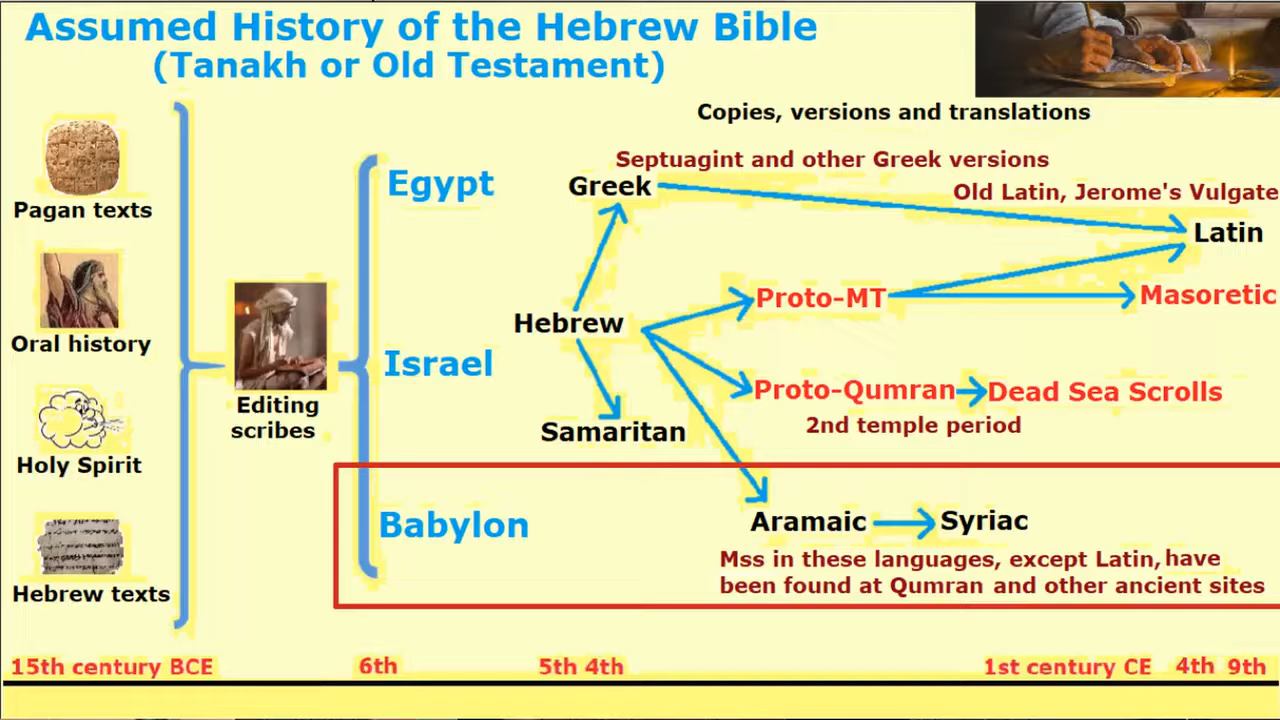 Assumed History of the Hebrew Bible
(Tanakh or Old Testament)
Copies, versions and translations
Septuagint and other Greek versions
Egypt
Greek
Old Latin, Jerome's Vulgate
Pagan texts
Latin
Proto-MT
Masoretic
Hebrew
Oral history
Israel
Proto-Qumran
Dead Sea Scrolls
Editing
scribes
2nd temple period
Samaritan
Holy Spirit
Babylon
Aramaic
Syriac
Mss in these languages, except Latin, have
been found at Qumran and other ancient sites
Hebrew texts
15th century BCE
6th
5th 4th
1st century CE
4th
9th